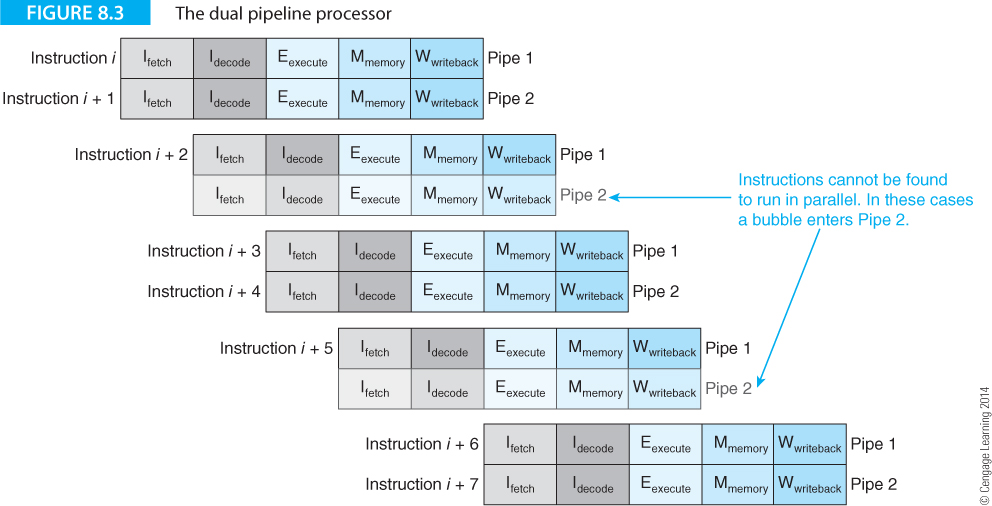 FIGURE 8.3 The dual pipeline processor
Instruction i Ifetch Idecode Eexecute Mmemory Wwriteback Pipe 1
Instruction i + 1 Ifetch Idecode Eexecute Mmemory Wwriteback Pipe 2
Instruction i + 2 Ifetch Idecode Eexecute Mmemory Wwriteback Pipe 1
Ifetch Idecode Eexecute Mmemory Wwriteback Pipe 2
Instructions cannot be found
to run in parallel. In these cases
a bubble enters Pipe 2.
Instruction i + 3 Ifetch Idecode Eexecute Mmemory Wwriteback Pipe 1
Instruction i + 4 Ifetch Idecode Eexecute Mmemory Wwriteback Pipe 2
Instruction i + 5 Ifetch Idecode Eexecute Mmemory Wwriteback Pipe 1
Ifetch Idecode Eexecute Mmemory Wwriteback Pipe 2
Instruction i + 6 Ifetch Idecode Eexecute Mmemory Wwriteback Pipe 1
Instruction i + 7 Ifetch Idecode Eexecute Mmemory Wwriteback Pipe 2
© Cengage Learning 2014